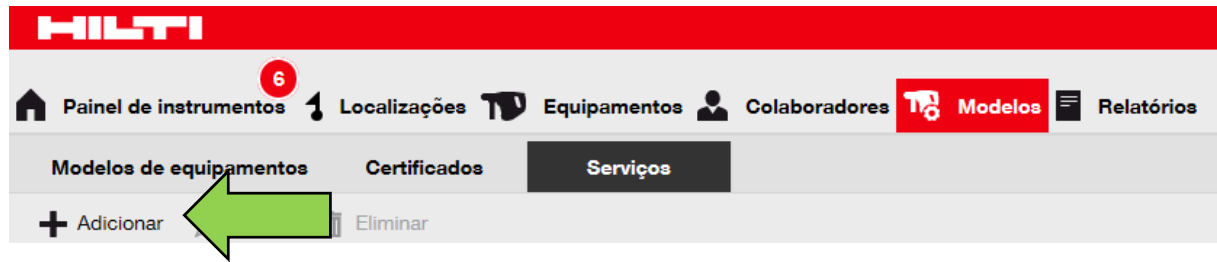 HILTI
6
Painel de instrumentos Localizações Equipamentos Colaboradores Modelos Relatórios
Modelos de equipamentos Certificados Serviços
Adicionar Eliminar